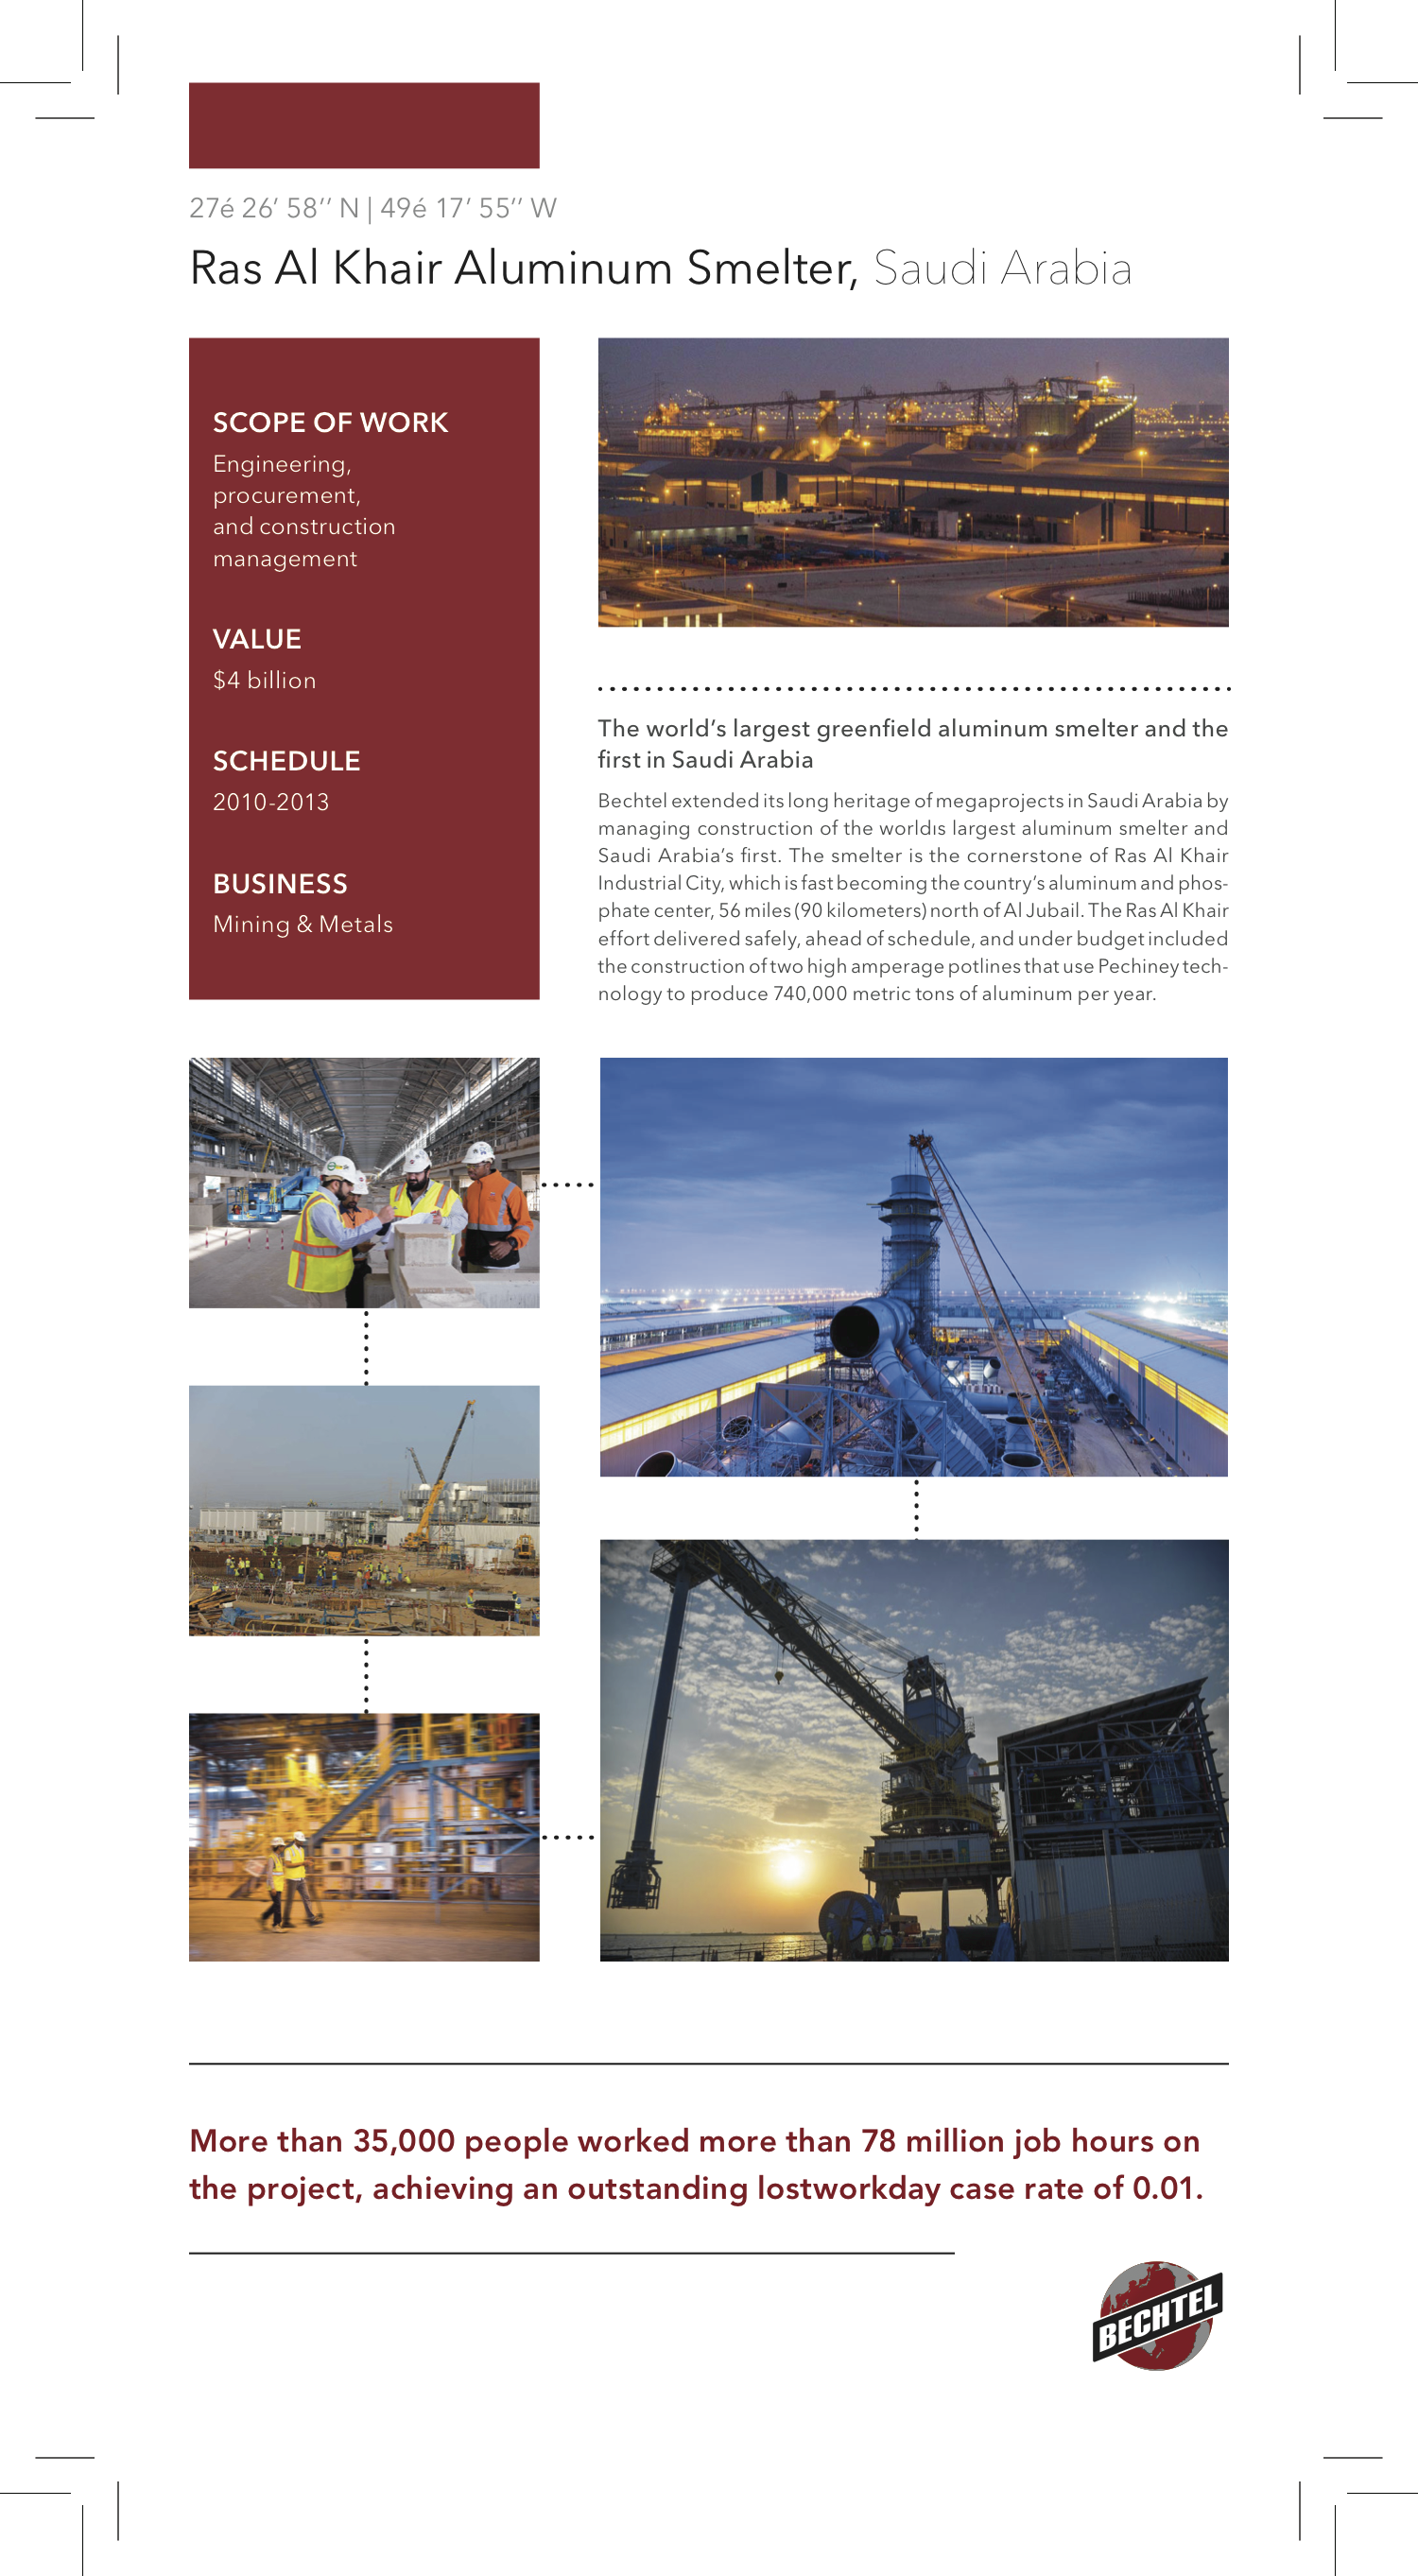 27é 26’ 58’’ N | 49é 17’ 55’’ W
Ras Al Khair Aluminum Smelter, Saudi Arabia
SCOPE OF WORK
Engineering,
procurement,
and construction
management
VALUE
$4 billion
SCHEDULE
2010-2013
BUSINESS
Mining & Metals
The world’s largest greenfield aluminum smelter and the
first in Saudi Arabia
Bechtel extended its long heritage of megaprojects in Saudi Arabia by
managing construction of the worldıs largest aluminum smelter and
Saudi Arabia’s first. The smelter is the cornerstone of Ras Al Khair
Industrial City, which is fast becoming the country’s aluminum and phos-
phate center, 56 miles (90 kilometers) north of Al Jubail. The Ras Al Khair
effort delivered safely, ahead of schedule, and under budget included
the construction of two high amperage potlines that use Pechiney tech-
nology to produce 740,000 metric tons of aluminum per year.
More than 35,000 people worked more than 78 million job hours on
the project, achieving an outstanding lostworkday case rate of 0.01.
BECHTEL